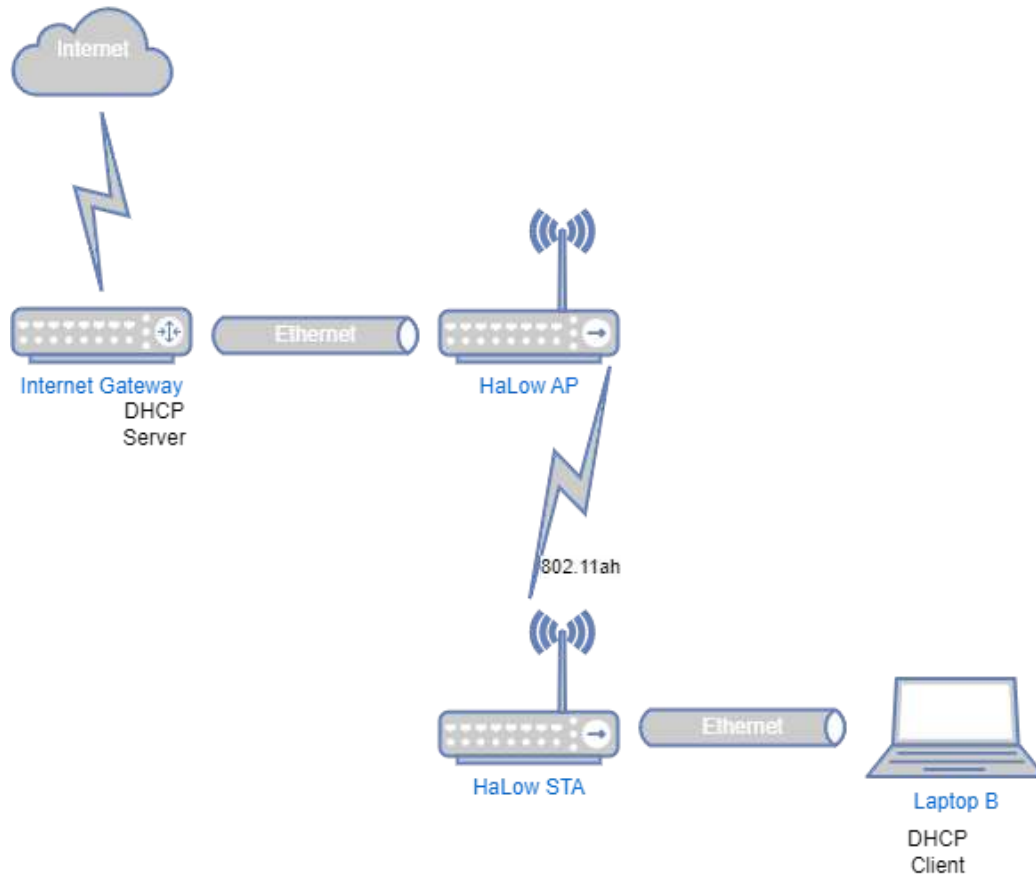 Internet
Ethernet
Internet Gateway
DHCP
Server
HaLow AP
802.11ah
Ethernet
HaLow STA
Laptop B
DHCP
Client